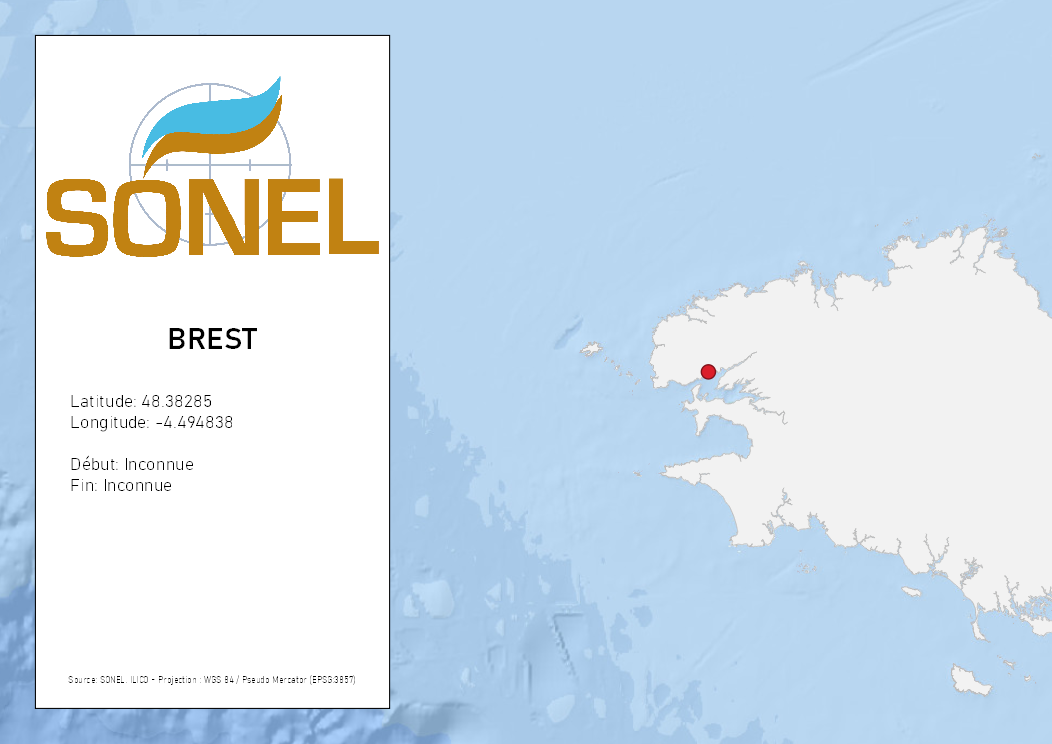 SONEL
BREST
Latitude: 48.38285
Longitude: -4.494838
Début: Inconnue
Fin: Inconnue
Source: SONEL, ILICO - Projection : WGS 84 / Pseudo Mercator (EPSG:3857)